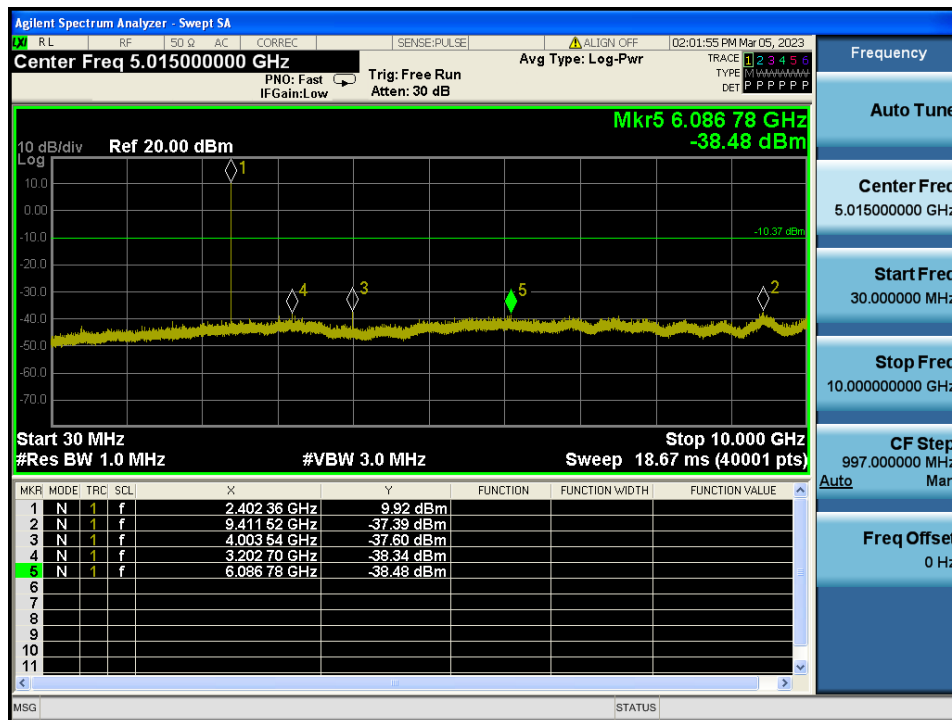 Agilent Spectrum Analyzer - Swept SA
LXI RL RF 50 Ω AC CORREC SENSE:PULSE ALIGN OFF 02:01:55 PM Mar 05, 2023
Center Freq 5.015000000 GHz
PNO: Fast
IFGain:Low
Trig: Free Run
Atten: 30 dB
Avg Type: Log-Pwr
TRACE 1 2 3 4 5 6
TYPE M W W W W W
DET P P P P P P
Mkr5 6.086 78 GHz
-38.48 dBm
10 dB/div Ref 20.00 dBm
Log
10.0
0.00
-10.0
-20.0
-30.0
-40.0
-50.0
-60.0
-70.0
1
4
3
5
2
-10.37 dBm
Start 30 MHz Stop 10.000 GHz
#Res BW 1.0 MHz #VBW 3.0 MHz Sweep 18.67 ms (40001 pts)
MKR MODE TRC SCL X Y FUNCTION FUNCTION WIDTH FUNCTION VALUE
1 N 1 f 2.402 36 GHz 9.92 dBm
2 N 1 f 9.411 52 GHz -37.39 dBm
3 N 1 f 4.003 54 GHz -37.60 dBm
4 N 1 f 3.202 70 GHz -38.34 dBm
5 N 1 f 6.086 78 GHz -38.48 dBm
6
7
8
9
10
11
MSG STATUS
Frequency
Auto Tune
Center Freq
5.015000000 GHz
Start Freq
30.000000 MHz
Stop Freq
10.000000000 GHz
CF Step
997.000000 MHz
Auto Man
Freq Offset
0 Hz